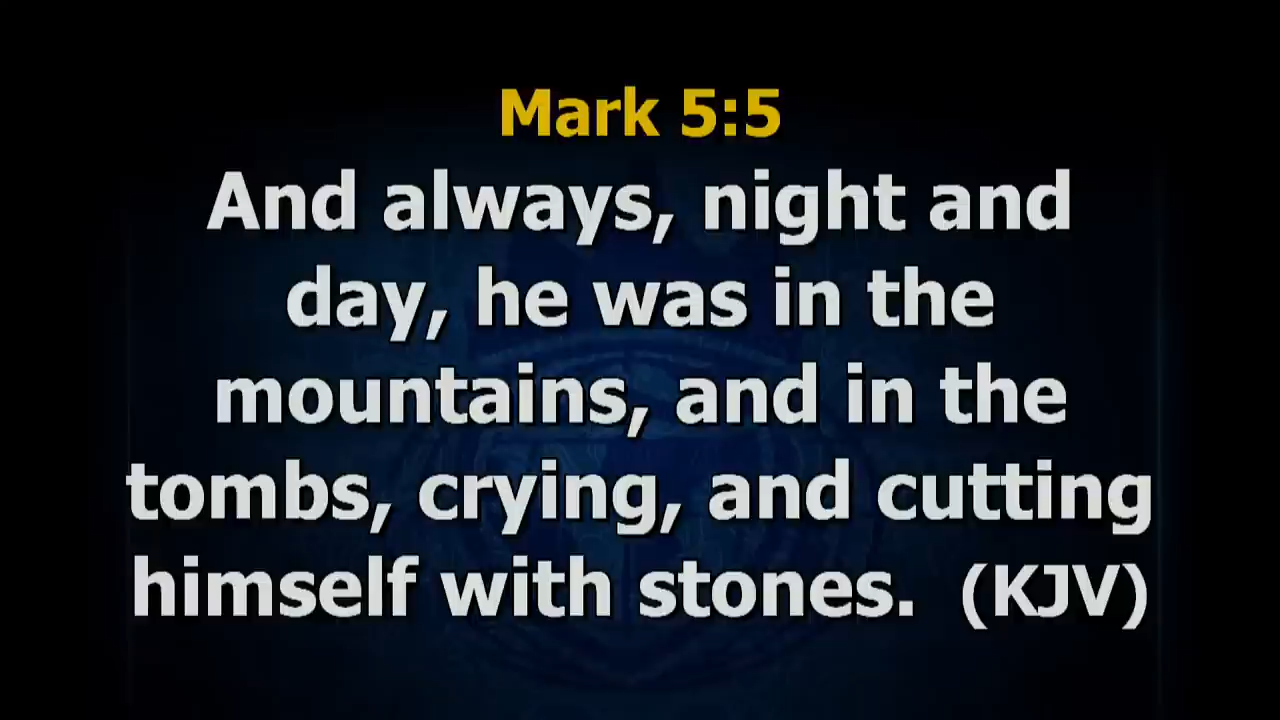 Mark 5:5
And always, night and
day, he was in the
mountains, and in the
tombs, crying, and cutting
himself with stones.  (KJV)